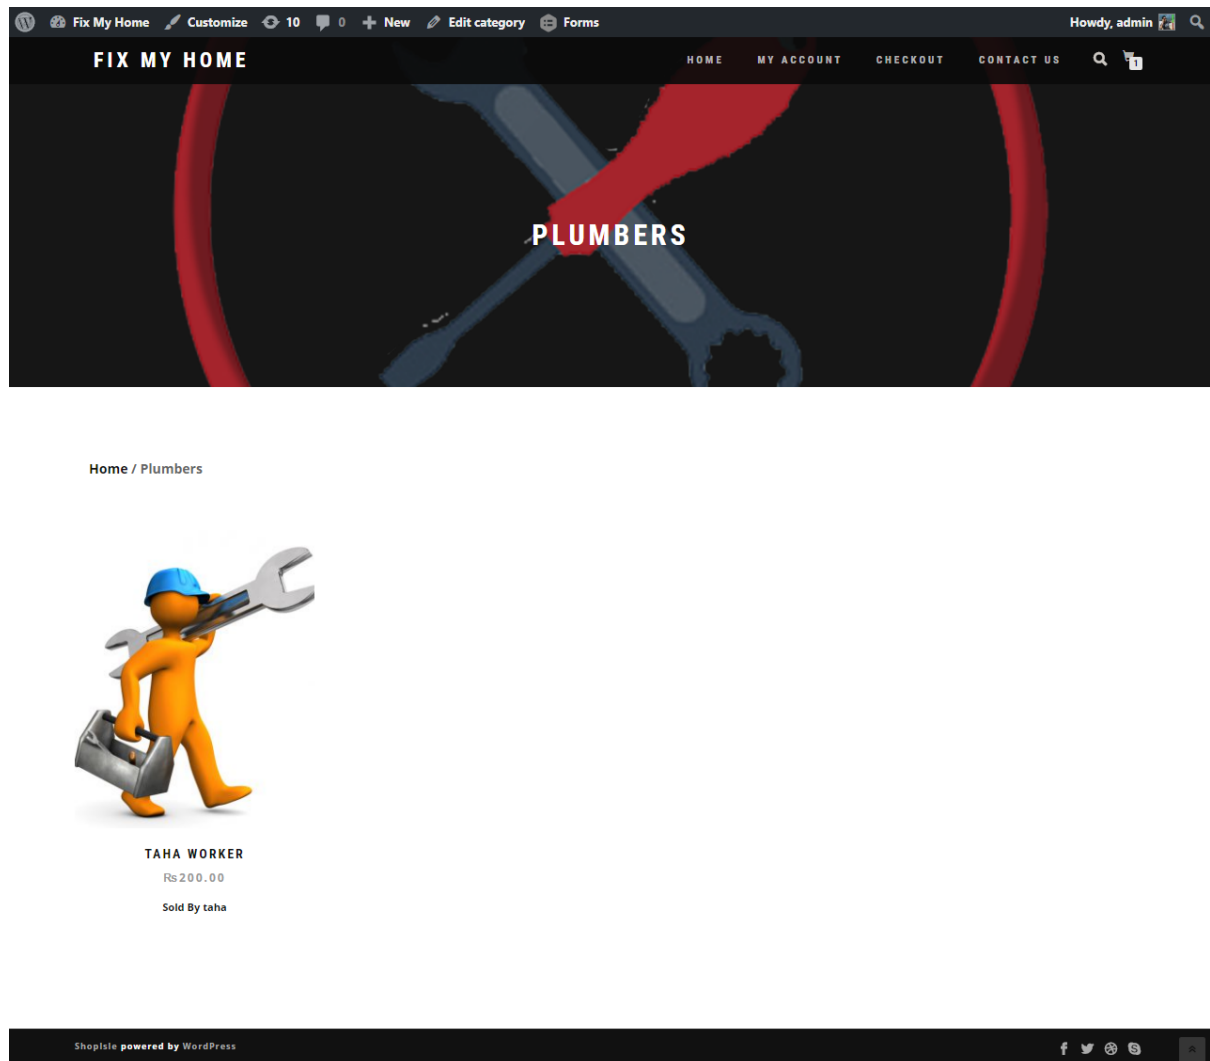 Fix My Home Customize 10 0 New Edit category Forms Howdy, admin
FIX MY HOME HOME MY ACCOUNT CHECKOUT CONTACT US 1
PLUMBERS
Home / Plumbers
TAHA WORKER
₨200.00
Sold By taha
ShopIsle powered by WordPress